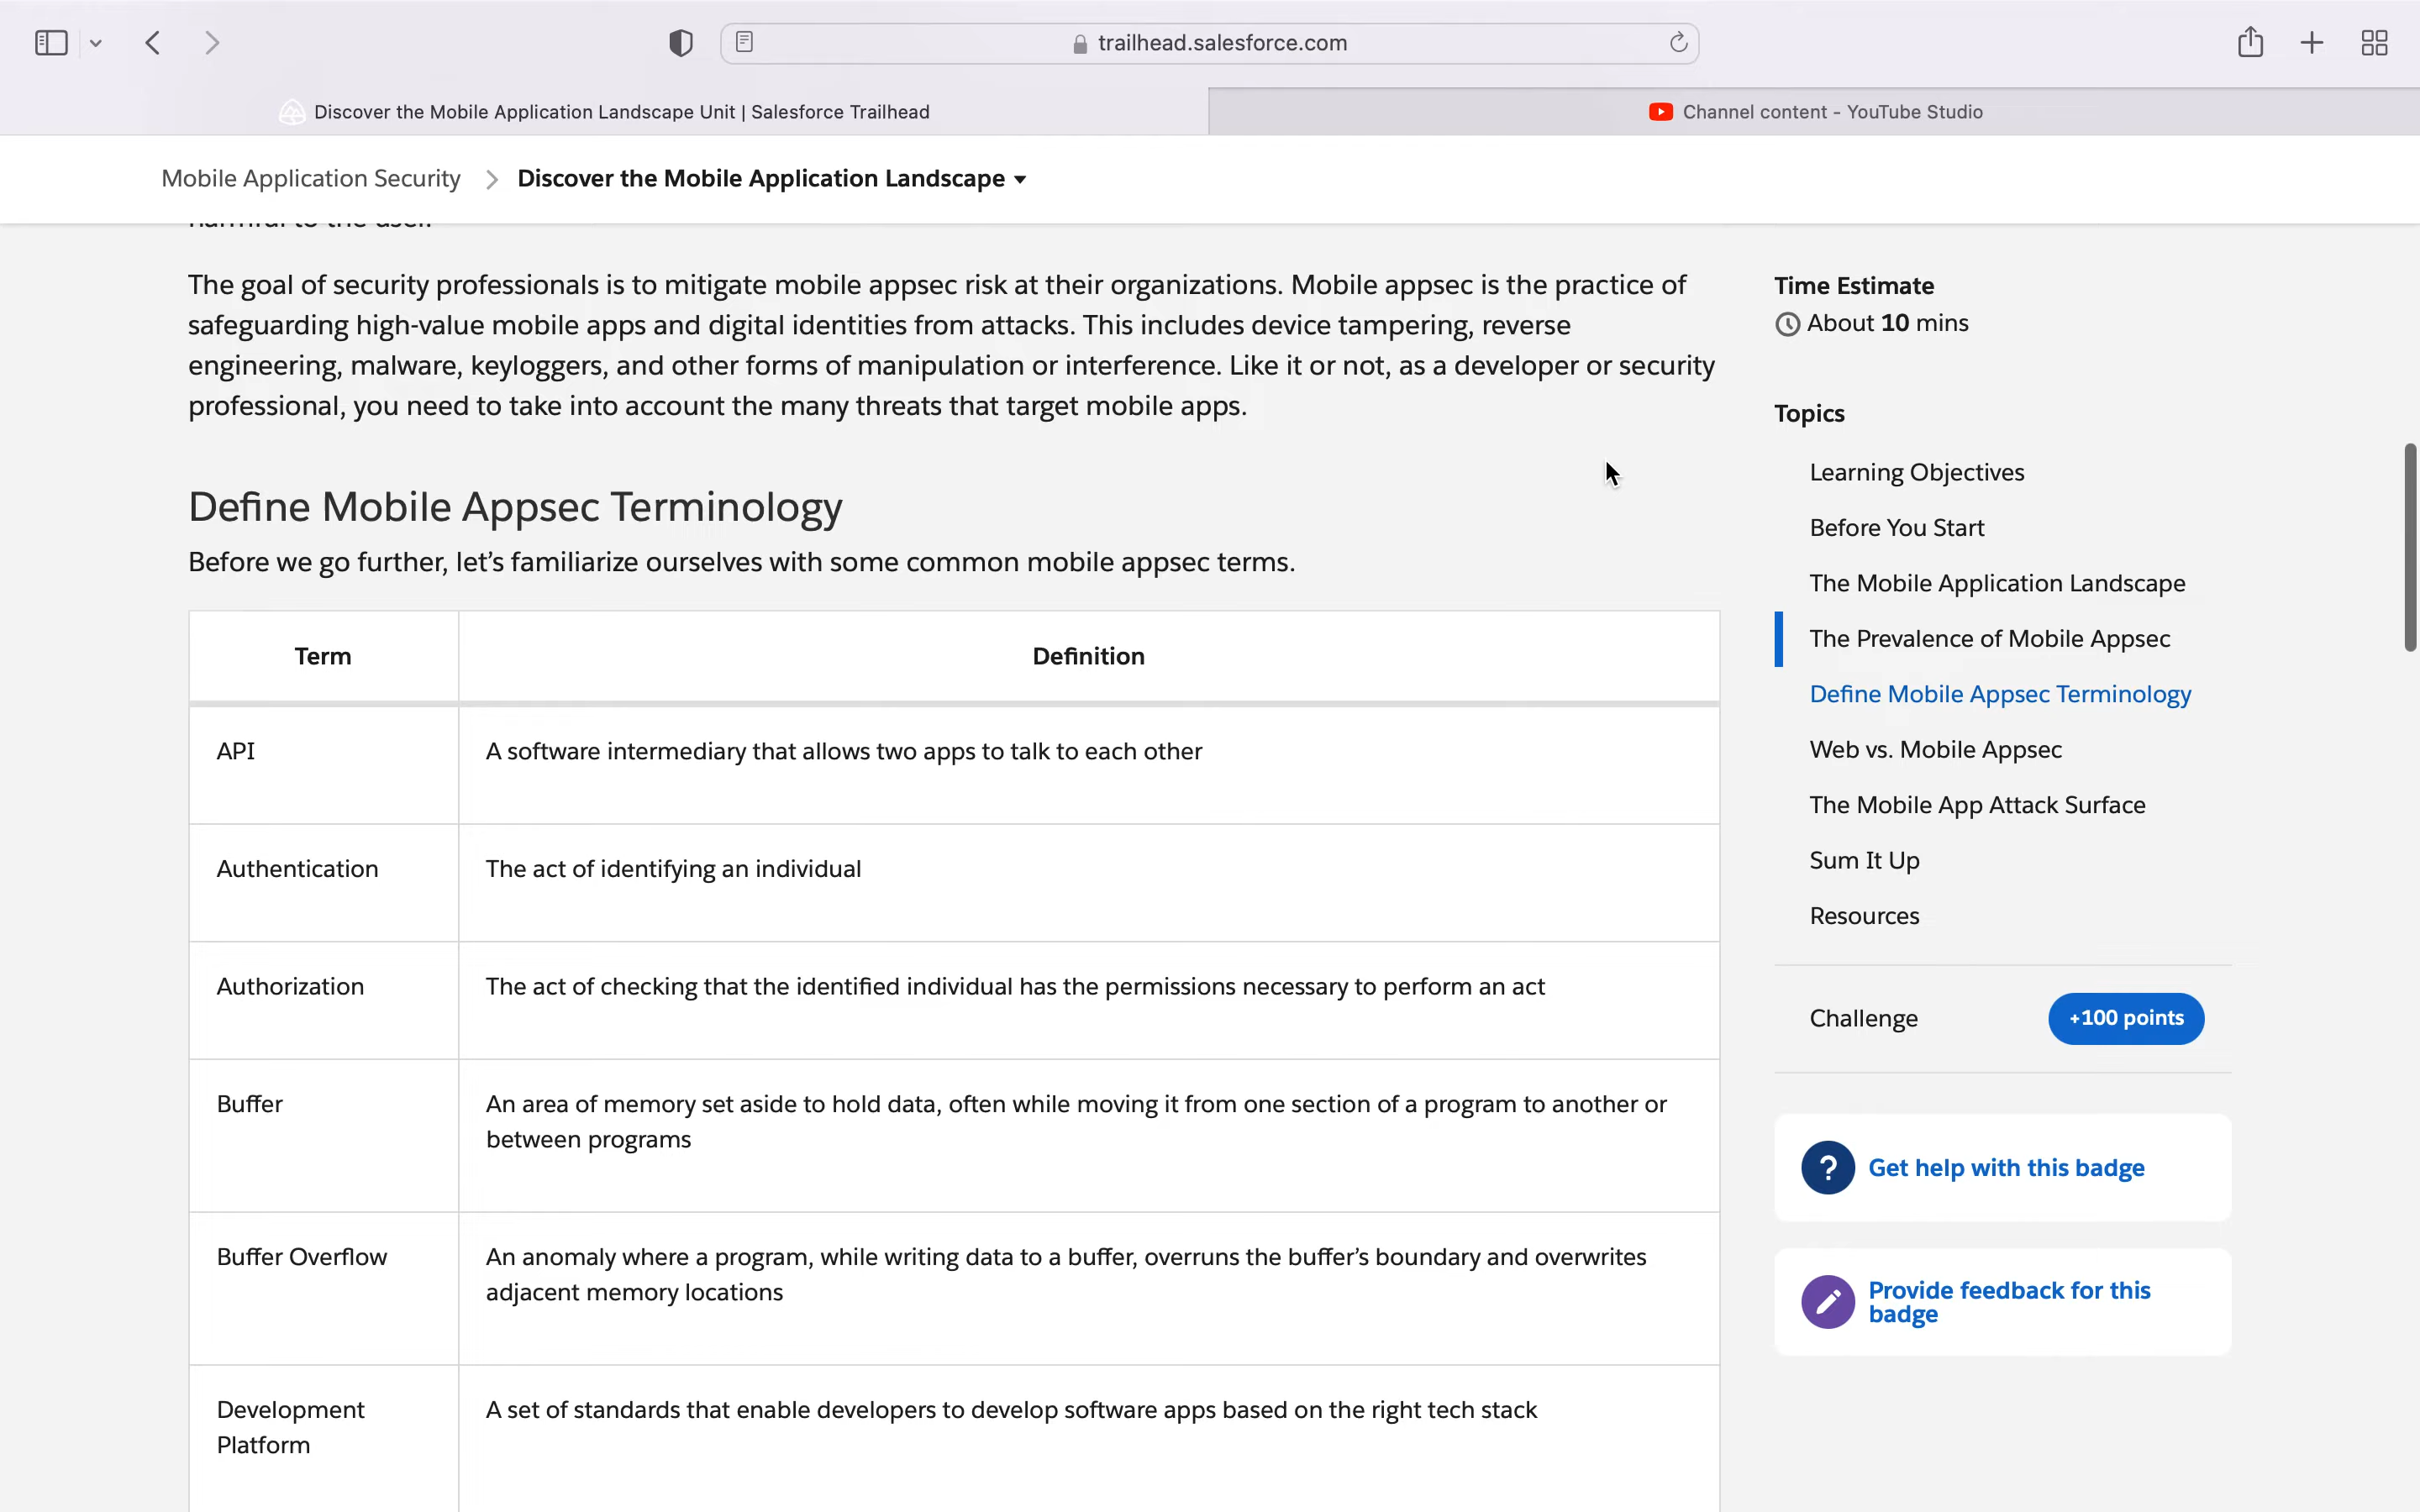 trailhead.salesforce.com
Discover the Mobile Application Landscape Unit | Salesforce Trailhead
Channel content - YouTube Studio
Mobile Application Security
Discover the Mobile Application Landscape
harmful to the user.
The goal of security professionals is to mitigate mobile appsec risk at their organizations. Mobile appsec is the practice of
safeguarding high-value mobile apps and digital identities from attacks. This includes device tampering, reverse
engineering, malware, keyloggers, and other forms of manipulation or interference. Like it or not, as a developer or security
professional, you need to take into account the many threats that target mobile apps.
Define Mobile Appsec Terminology
Before we go further, let’s familiarize ourselves with some common mobile appsec terms.
Term
Definition
API
A software intermediary that allows two apps to talk to each other
Authentication
The act of identifying an individual
Authorization
The act of checking that the identified individual has the permissions necessary to perform an act
Buffer
An area of memory set aside to hold data, often while moving it from one section of a program to another or
between programs
Buffer Overflow
An anomaly where a program, while writing data to a buffer, overruns the buffer’s boundary and overwrites
adjacent memory locations
Development
Platform
A set of standards that enable developers to develop software apps based on the right tech stack
Time Estimate
About 10 mins
Topics
Learning Objectives
Before You Start
The Mobile Application Landscape
The Prevalence of Mobile Appsec
Define Mobile Appsec Terminology
Web vs. Mobile Appsec
The Mobile App Attack Surface
Sum It Up
Resources
Challenge
+100 points
?
Get help with this badge
Provide feedback for this
badge